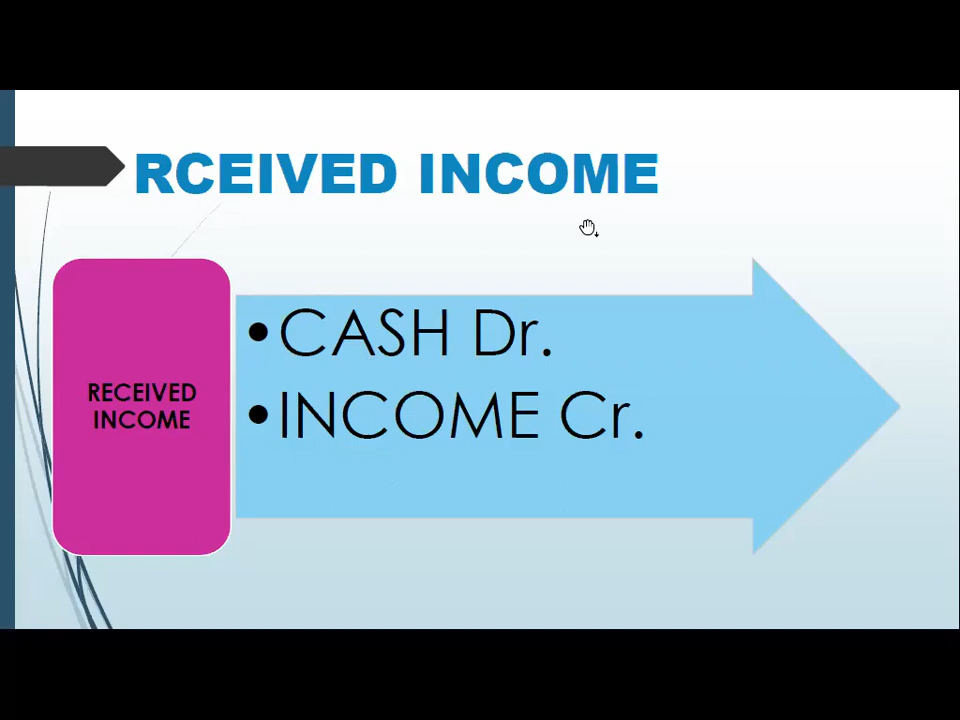 RCEIVED INCOME
RECEIVED
INCOME
•CASH Dr.
•INCOME Cr.